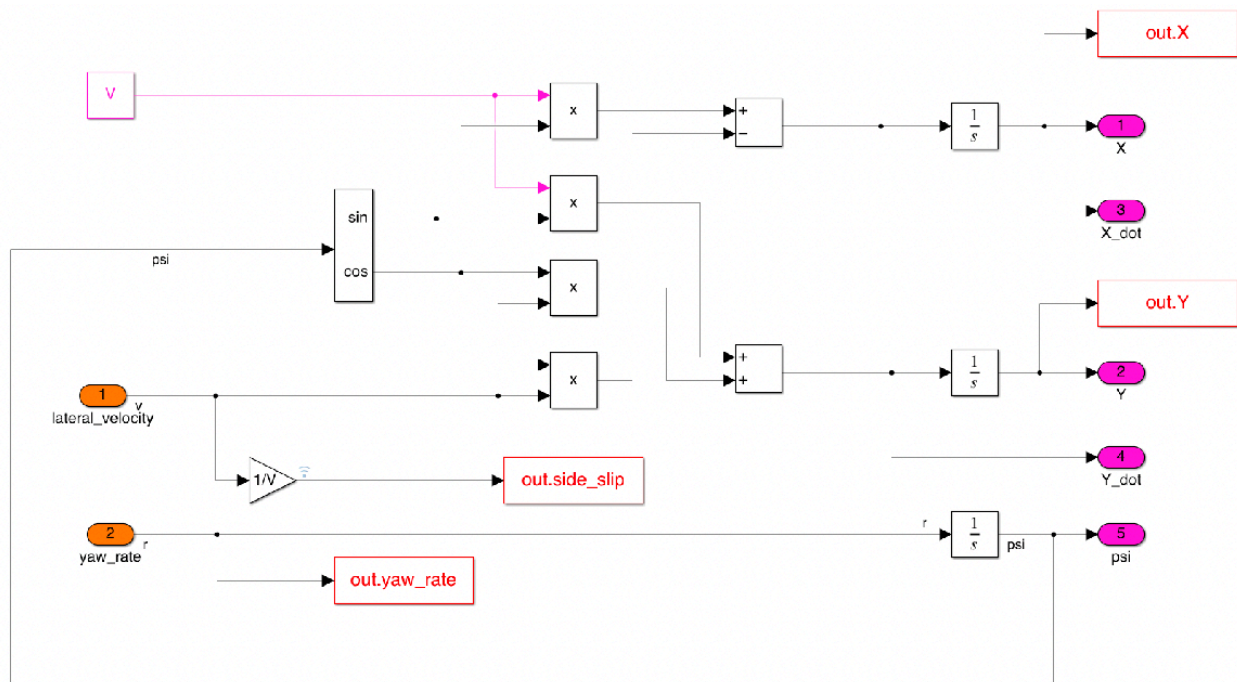 out.X
V
x
+
−
1
s
1
X
sin
x
3
X_dot
psi
cos
x
out.Y
x
+
+
1
s
2
Y
1
v
lateral_velocity
1/V
out.side_slip
4
Y_dot
2
r
yaw_rate
r
1
s
psi
5
psi
out.yaw_rate